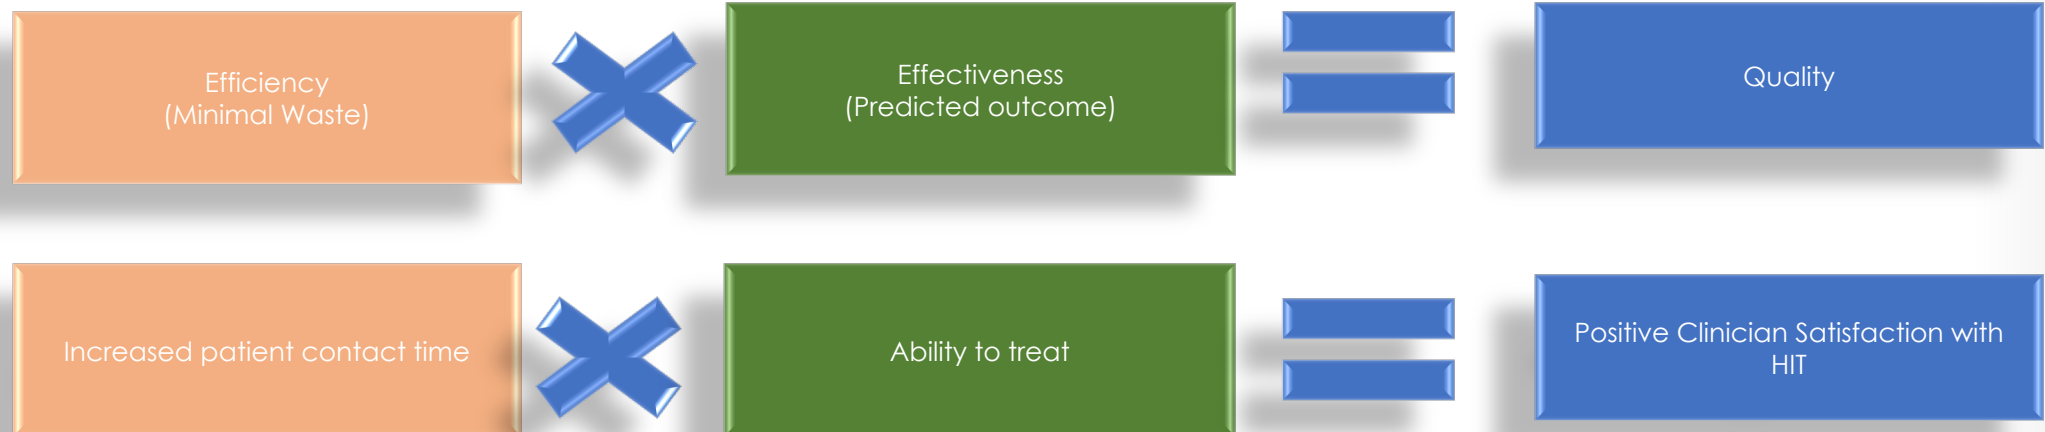 Efficiency
(Minimal Waste)
Effectiveness
(Predicted outcome)
Quality
Increased patient contact time
Ability to treat
Positive Clinician Satisfaction with
HIT